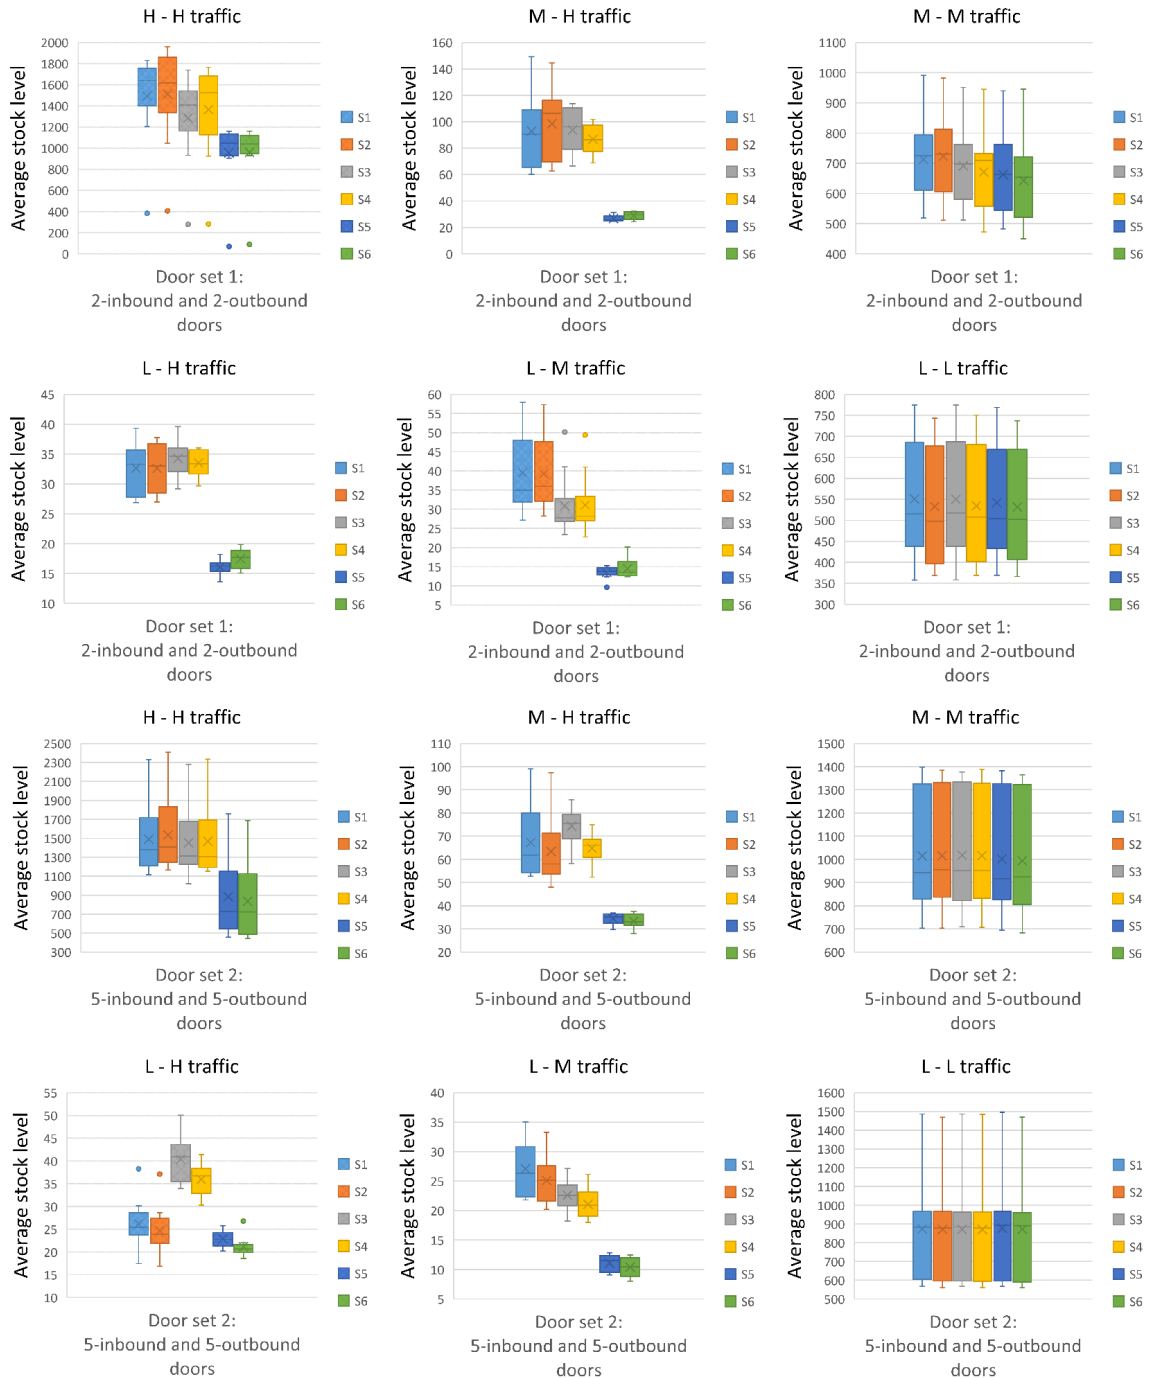 H - H traffic
Average stock level
2000
1800
1600
1400
1200
1000
800
600
400
200
0
S1
S2
S3
S4
S5
S6
Door set 1:
2-inbound and 2-outbound
doors
M - H traffic
Average stock level
160
140
120
100
80
60
40
20
0
S1
S2
S3
S4
S5
S6
Door set 1:
2-inbound and 2-outbound
doors
M - M traffic
Average stock level
1100
1000
900
800
700
600
500
400
S1
S2
S3
S4
S5
S6
Door set 1:
2-inbound and 2-outbound
doors
L - H traffic
Average stock level
45
40
35
30
25
20
15
10
S1
S2
S3
S4
S5
S6
Door set 1:
2-inbound and 2-outbound
doors
L - M traffic
Average stock level
60
55
50
45
40
35
30
25
20
15
10
5
S1
S2
S3
S4
S5
S6
Door set 1:
2-inbound and 2-outbound
doors
L - L traffic
Average stock level
800
750
700
650
600
550
500
450
400
350
300
S1
S2
S3
S4
S5
S6
Door set 1:
2-inbound and 2-outbound
doors
H - H traffic
Average stock level
2500
2300
2100
1900
1700
1500
1300
1100
900
700
500
300
S1
S2
S3
S4
S5
S6
Door set 2:
5-inbound and 5-outbound
doors
M - H traffic
Average stock level
110
100
90
80
70
60
50
40
30
20
S1
S2
S3
S4
S5
S6
Door set 2:
5-inbound and 5-outbound
doors
M - M traffic
Average stock level
1500
1400
1300
1200
1100
1000
900
800
700
600
S1
S2
S3
S4
S5
S6
Door set 2:
5-inbound and 5-outbound
doors
L - H traffic
Average stock level
55
50
45
40
35
30
25
20
15
10
S1
S2
S3
S4
S5
S6
Door set 2:
5-inbound and 5-outbound
doors
L - M traffic
Average stock level
40
35
30
25
20
15
10
5
S1
S2
S3
S4
S5
S6
Door set 2:
5-inbound and 5-outbound
doors
L - L traffic
Average stock level
1600
1500
1400
1300
1200
1100
1000
900
800
700
600
500
S1
S2
S3
S4
S5
S6
Door set 2:
5-inbound and 5-outbound
doors